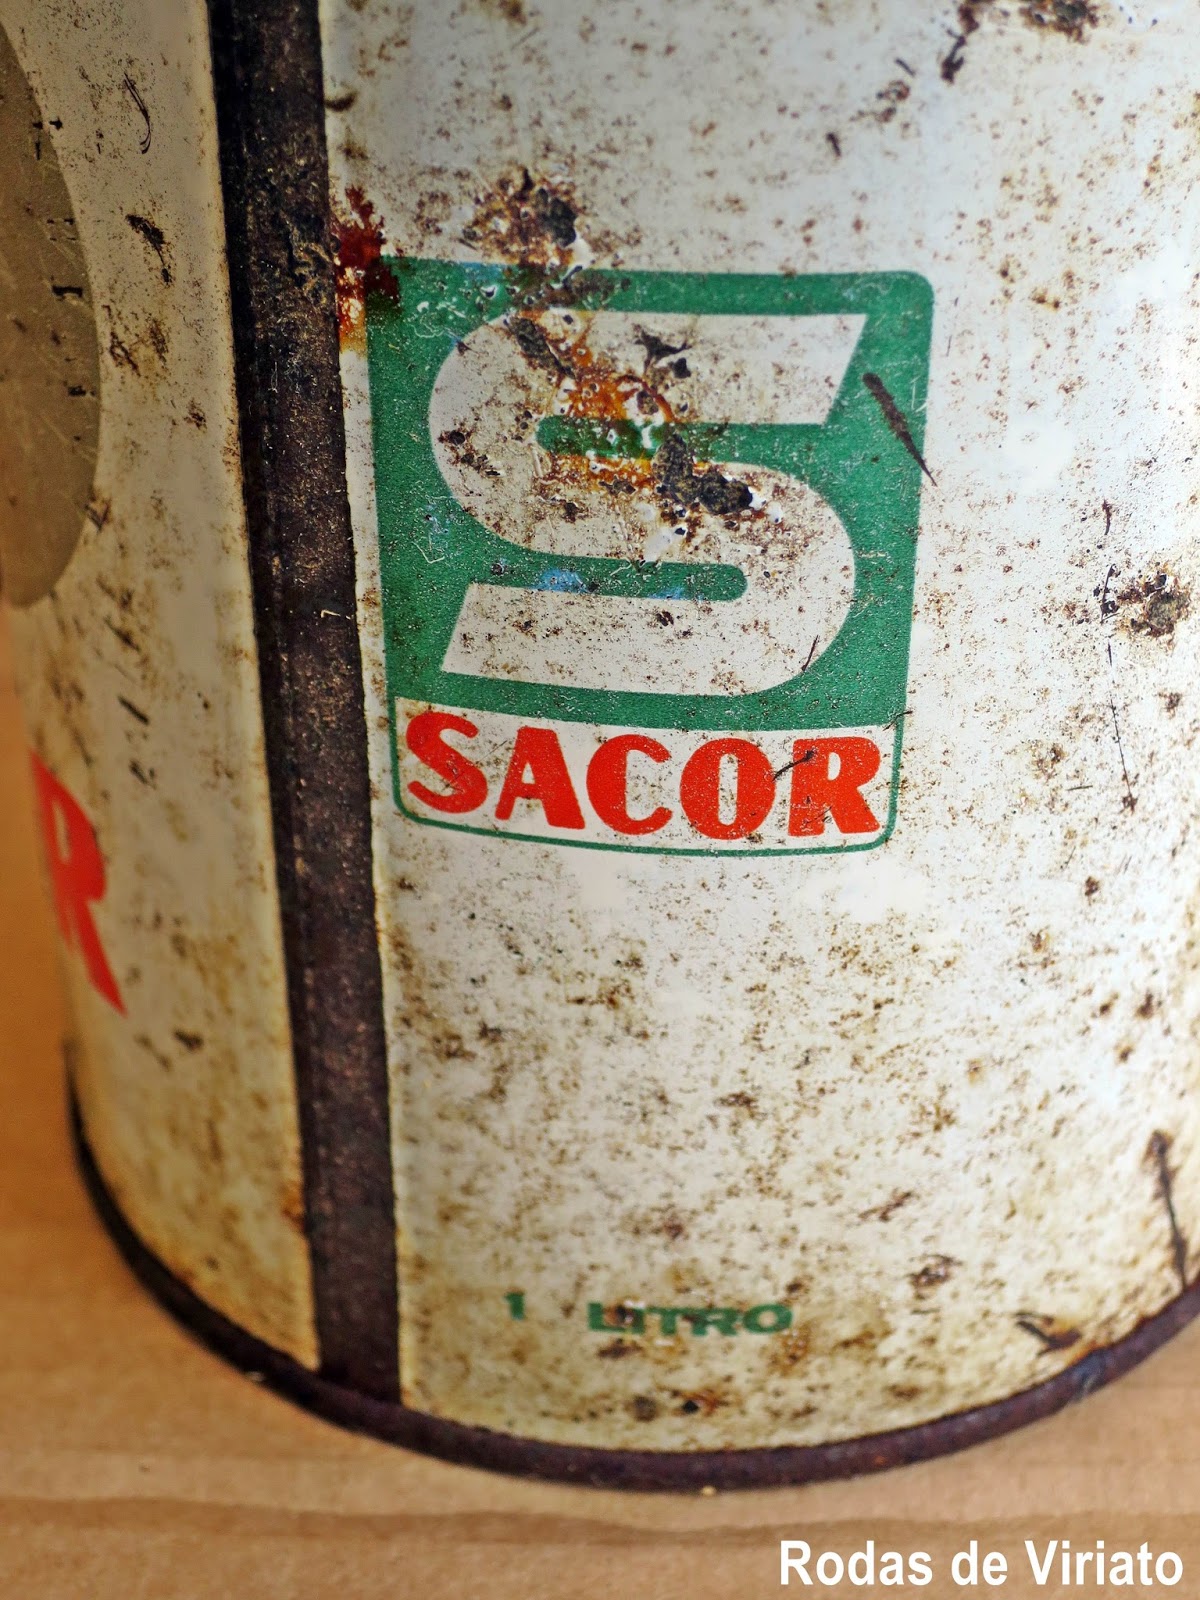 S
SACOR
R
1 LITRO
Rodas de Viriato